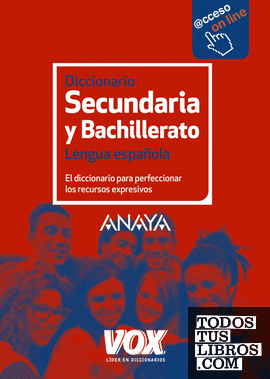 @cceso
on line
Diccionario
Secundaria
y Bachillerato
Lengua española
El diccionario para perfeccionar
los recursos expresivos
ANAYA
VOX
LÍDER EN DICCIONARIOS
TODOS
TUS
LIBROS
.COM